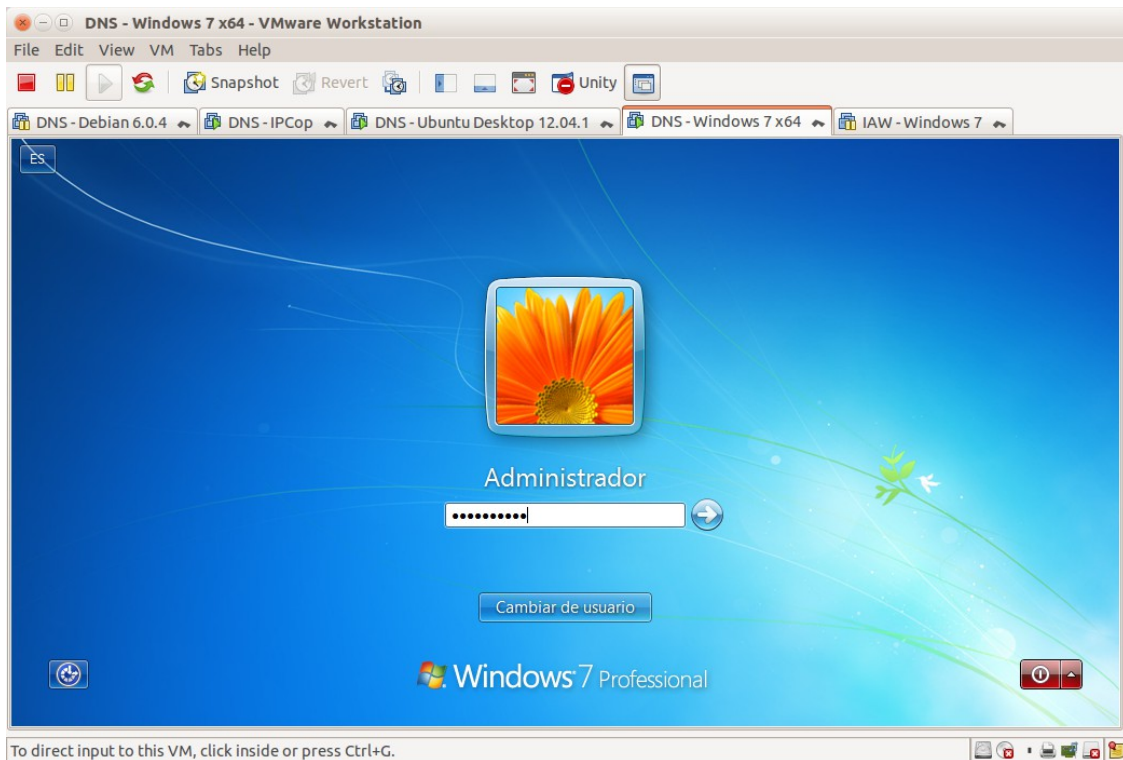 DNS - Windows 7 x64 - VMware Workstation
File Edit View VM Tabs Help
Snapshot Revert Unity
DNS - Debian 6.0.4 DNS - IPCop DNS - Ubuntu Desktop 12.04.1 DNS - Windows 7 x64 IAW - Windows 7
ES
Administrador
Cambiar de usuario
Windows 7 Professional
To direct input to this VM, click inside or press Ctrl+G.